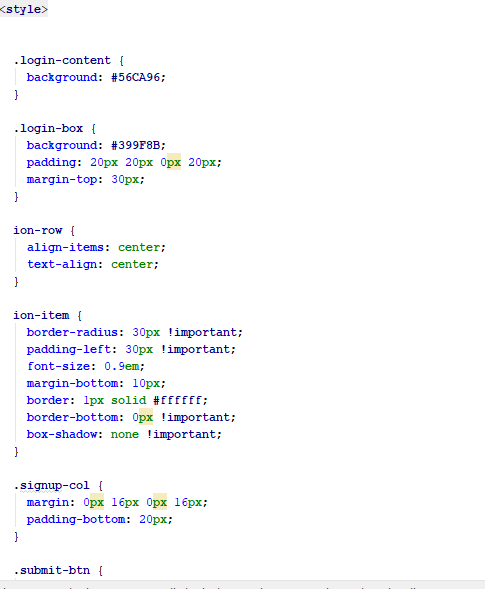 <style>
.login-content {
background: #56CA96;
}
.login-box {
background: #399F8B;
padding: 20px 20px 0px 20px;
margin-top: 30px;
}
ion-row {
align-items: center;
text-align: center;
}
ion-item {
border-radius: 30px !important;
padding-left: 30px !important;
font-size: 0.9em;
margin-bottom: 10px;
border: 1px solid #ffffff;
border-bottom: 0px !important;
box-shadow: none !important;
}
.signup-col {
margin: 0px 16px 0px 16px;
padding-bottom: 20px;
}
.submit-btn {